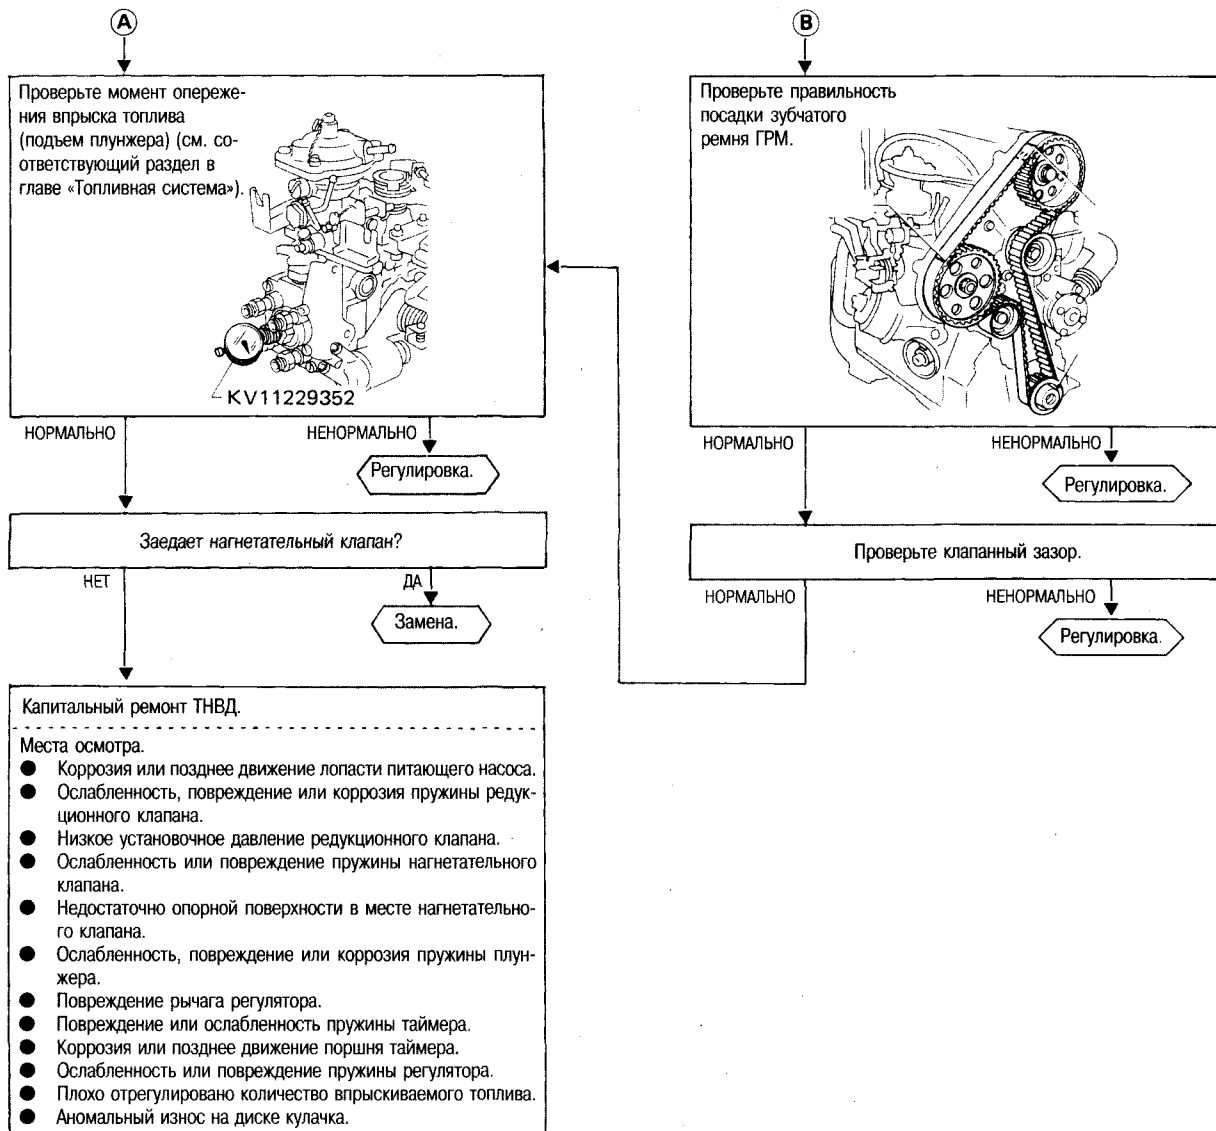 A
Проверьте момент опереже-
ния впрыска топлива
(подъем плунжера) (см. со-
ответствующий раздел в
главе «Топливная система»).
KV11229352
НОРМАЛЬНО
НЕНОРМАЛЬНО
Регулировка.
Заедает нагнетательный клапан?
НЕТ
ДА
Замена.
Капитальный ремонт ТНВД.
Места осмотра.
● Коррозия или позднее движение лопасти питающего насоса.
● Ослабленность, повреждение или коррозия пружины редук-
ционного клапана.
● Низкое установочное давление редукционного клапана.
● Ослабленность или повреждение пружины нагнетательного
клапана.
● Недостаточно опорной поверхности в месте нагнетательно-
го клапана.
● Ослабленность, повреждение или коррозия пружины плун-
жера.
● Повреждение рычага регулятора.
● Повреждение или ослабленность пружины таймера.
● Коррозия или позднее движение поршня таймера.
● Ослабленность или повреждение пружины регулятора.
● Плохо отрегулировано количество впрыскиваемого топлива.
● Аномальный износ на диске кулачка.
B
Проверьте правильность
посадки зубчатого
ремня ГРМ.
НОРМАЛЬНО
НЕНОРМАЛЬНО
Регулировка.
Проверьте клапанный зазор.
НОРМАЛЬНО
НЕНОРМАЛЬНО
Регулировка.